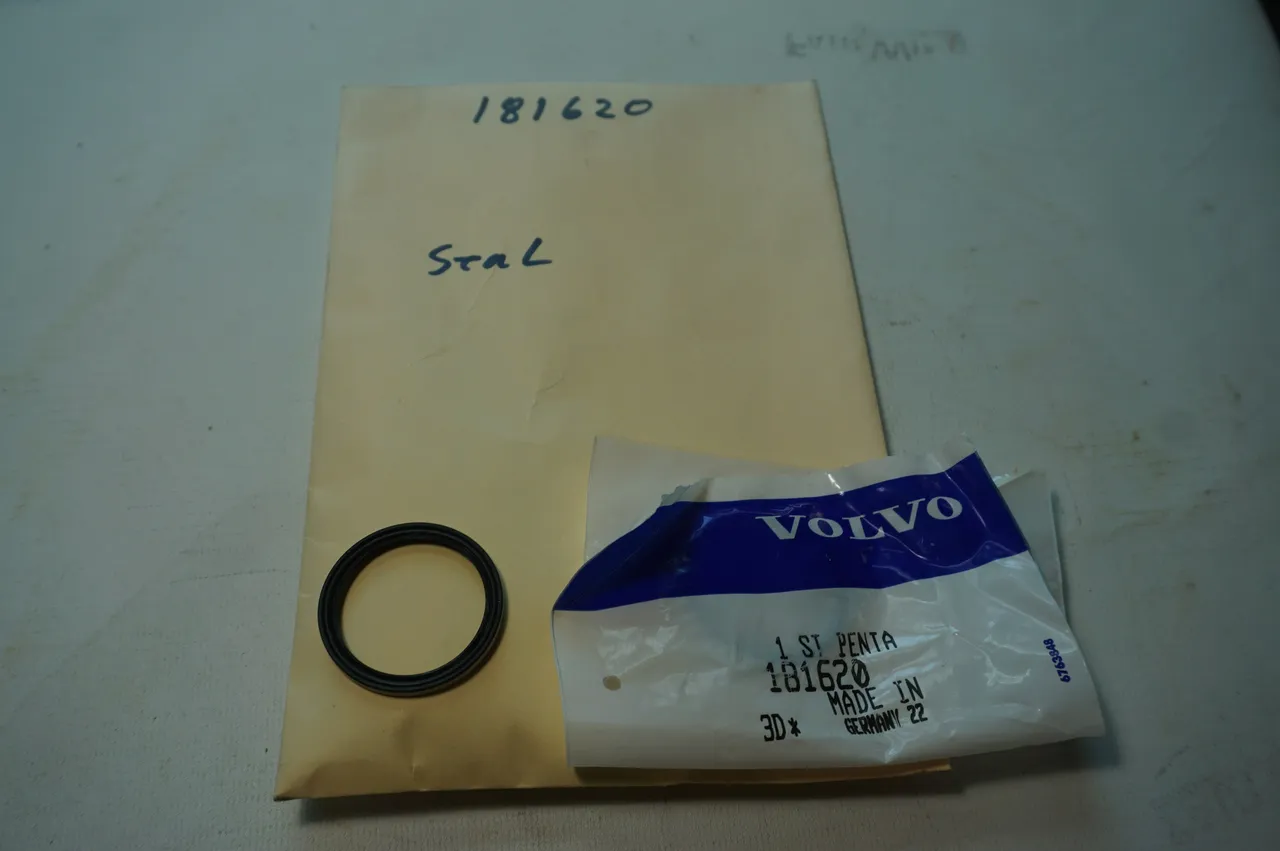 181620
SeaL
VOLVO
1 ST PENTA
181620
MADE IN
3D* GERMANY 22
6763948